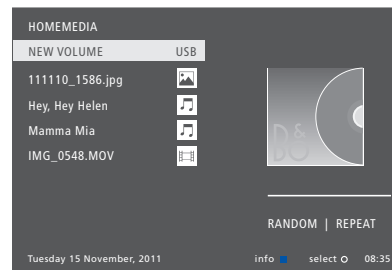 HOMEMEDIA
NEW VOLUME USB
111110_1586.jpg
Hey, Hey Helen
Mamma Mia
IMG_0548.MOV
B&O
RANDOM | REPEAT
Tuesday 15 November, 2011 info select 08:35